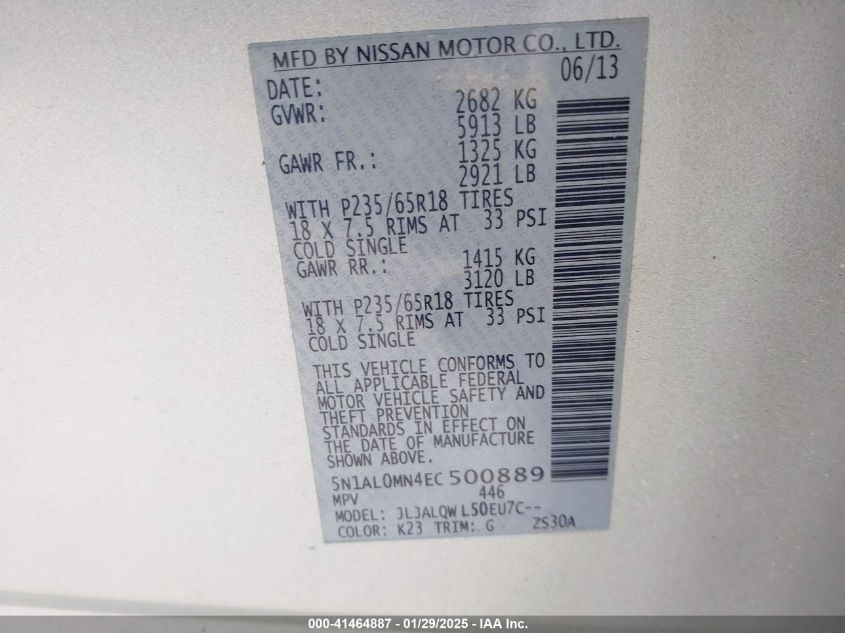 MFD BY NISSAN MOTOR CO., LTD.
DATE: 06/13
GVWR: 2682 KG
5913 LB
GAWR FR.: 1325 KG
2921 LB
WITH P235/65R18 TIRES
18 X 7.5 RIMS AT 33 PSI
COLD SINGLE
GAWR RR.: 1415 KG
3120 LB
WITH P235/65R18 TIRES
18 X 7.5 RIMS AT 33 PSI
COLD SINGLE
THIS VEHICLE CONFORMS TO
ALL APPLICABLE FEDERAL
MOTOR VEHICLE SAFETY AND
THEFT PREVENTION
STANDARDS IN EFFECT ON
THE DATE OF MANUFACTURE
SHOWN ABOVE.
5N1AL0MN4EC500889
MPV 446
MODEL: JLJALQWL50EU7C--
COLOR: K23 TRIM: G ZS30A
000-41464887 - 01/29/2025 - IAA Inc.